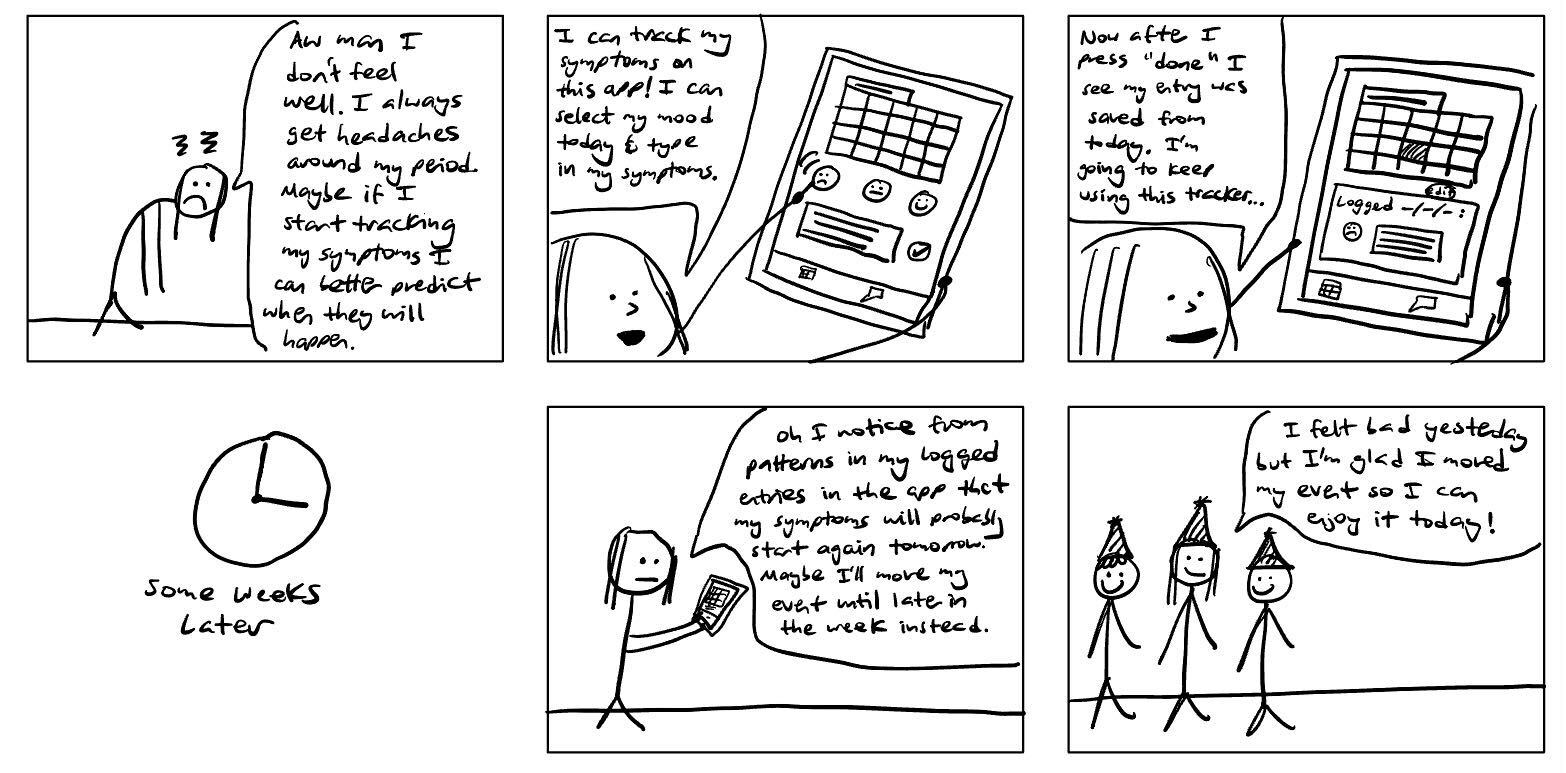 Aw man I
don't feel
well. I always
get headaches
around my period.
Maybe if I
start tracking
my symptoms I
can better predict
when they will
happen.
I can track my
symptoms on
this app! I can
select my mood
today & type
in my symptoms.
Now after I
press "done" I
see my entry was
saved from
today. I'm
going to keep
using this tracker...
edit
Logged -/-/- :
some weeks
later
oh I notice from
patterns in my logged
entries in the app that
my symptoms will probably
start again tomorrow.
Maybe I'll move my
event until later in
the week instead.
I felt bad yesterday
but I'm glad I moved
my event so I can
enjoy it today!